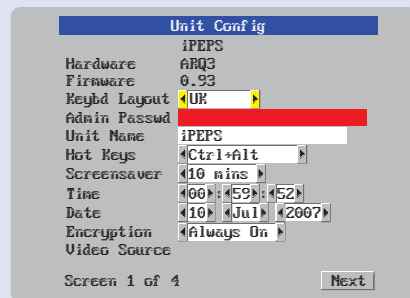 Unit Config
iPEPS
Hardware ARQ3
Firmware 0.93
Keybd Layout UK
Admin Passwd
Unit Name iPEPS
Hot Keys Ctrl+Alt
Screensaver 10 mins
Time 00:59:52
Date 10 Jul 2007
Encryption Always On
Video Source
Screen 1 of 4 Next